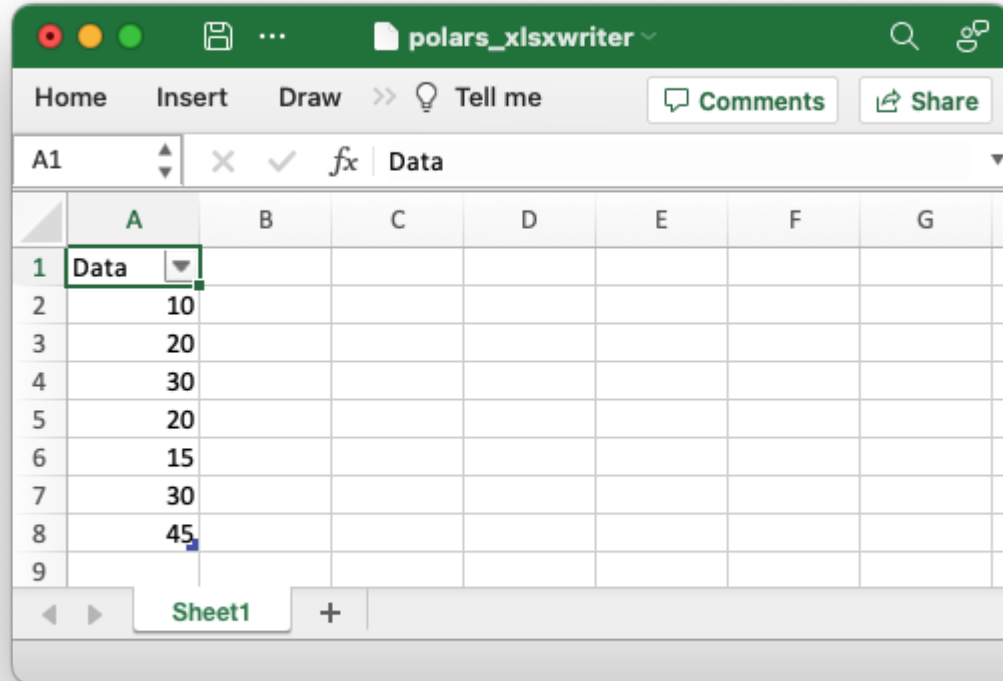 polars_xlsxwriter
Home Insert Draw >> Tell me Comments Share
A1 fx Data
A B C D E F G
1 Data
2 10
3 20
4 30
5 20
6 15
7 30
8 45
9
Sheet1 +